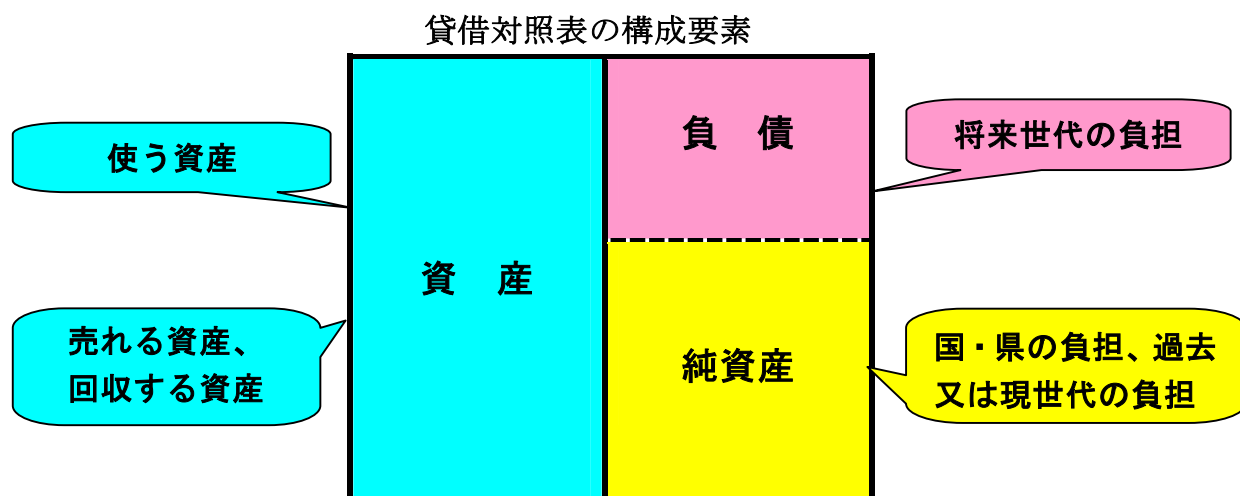 貸借対照表の構成要素
使う資産
負 債
将来世代の負担
資 産
売れる資産、
回収する資産
純資産
国・県の負担、過去
又は現世代の負担